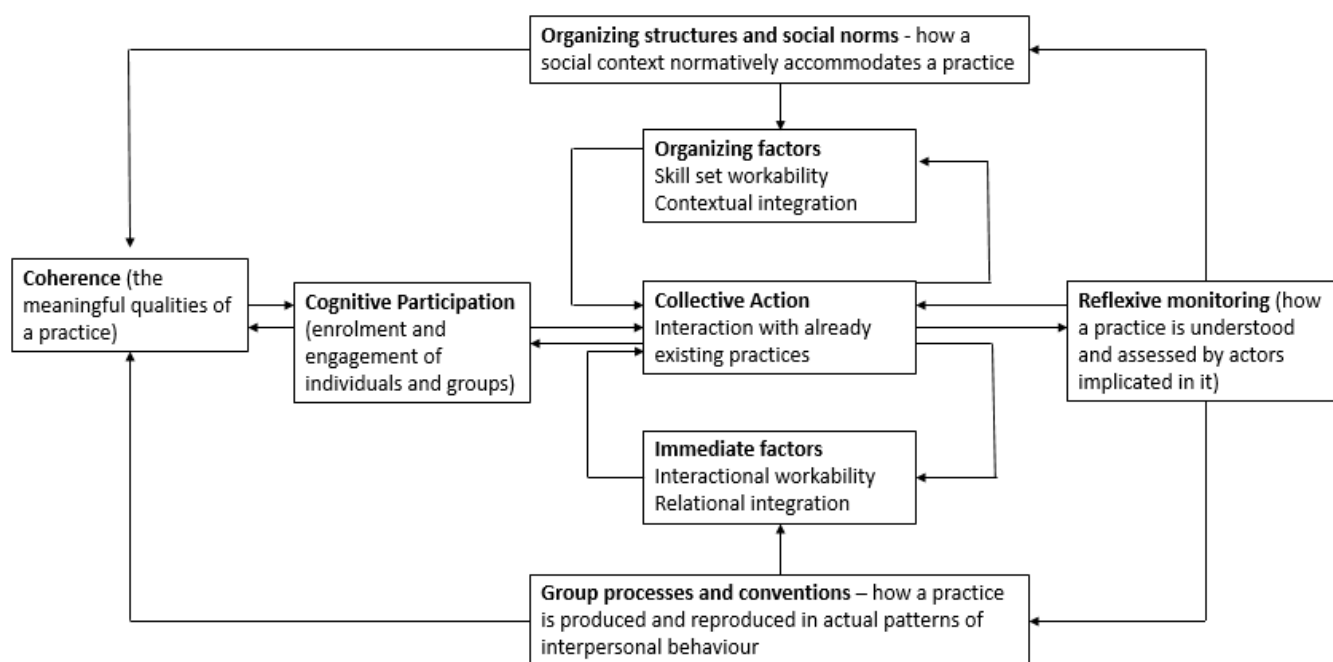 Organizing structures and social norms - how a
social context normatively accommodates a practice
Organizing factors
Skill set workability
Contextual integration
Coherence (the
meaningful qualities of
a practice)
Cognitive Participation
(enrolment and
engagement of
individuals and groups)
Collective Action
Interaction with already
existing practices
Reflexive monitoring (how
a practice is understood
and assessed by actors
implicated in it)
Immediate factors
Interactional workability
Relational integration
Group processes and conventions – how a practice
is produced and reproduced in actual patterns of
interpersonal behaviour